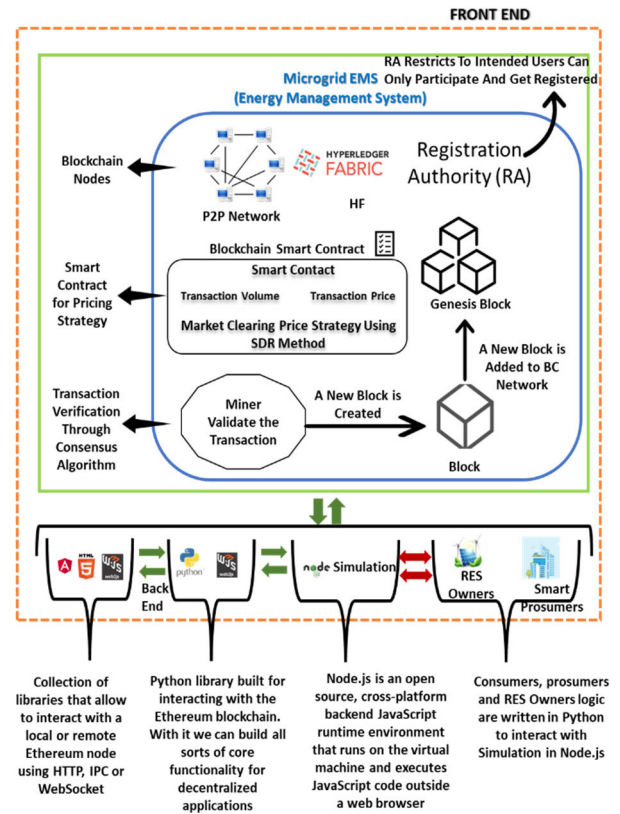 FRONT END
RA Restricts To Intended Users Can
Only Participate And Get Registered
Microgrid EMS
(Energy Management System)
Blockchain
Nodes
P2P Network
HYPERLEDGER
FABRIC
HF
Registration
Authority (RA)
Blockchain Smart Contract
Smart
Contract
for Pricing
Strategy
Smart Contact
Transaction Volume
Transaction Price
Market Clearing Price Strategy Using
SDR Method
Genesis Block
A New Block is
Added to BC
Network
Transaction
Verification
Through
Consensus
Algorithm
Miner
Validate the
Transaction
A New Block is
Created
Block
HTML
5
Back
End
python
node Simulation
RES
Owners
Smart
Prosumers
Collection of
libraries that allow
to interact with a
local or remote
Ethereum node
using HTTP, IPC or
WebSocket
Python library built for
interacting with the
Ethereum blockchain.
With it we can build all
sorts of core
functionality for
decentralized
applications
Node.js is an open
source, cross-platform
backend JavaScript
runtime environment
that runs on the virtual
machine and executes
JavaScript code outside
a web browser
Consumers, prosumers
and RES Owners logic
are written in Python
to interact with
Simulation in Node.js